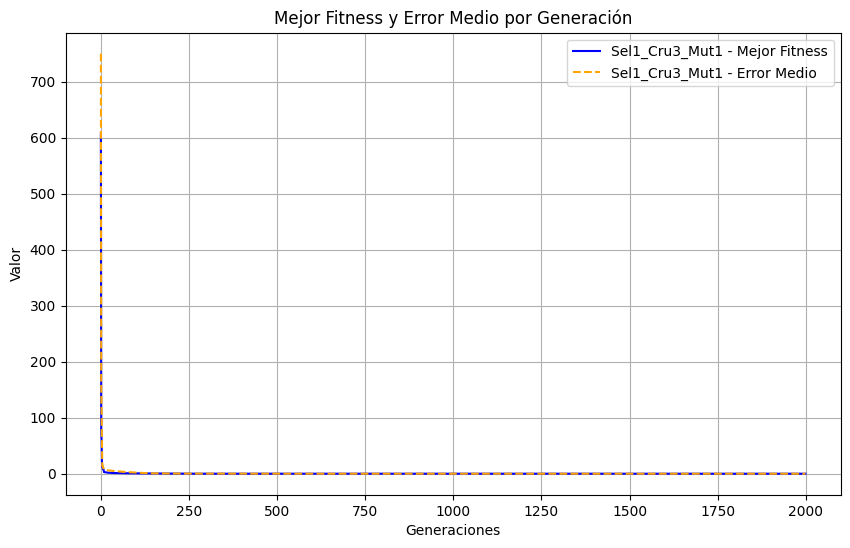 Mejor Fitness y Error Medio por Generación
Sel1_Cru3_Mut1 - Mejor Fitness
Sel1_Cru3_Mut1 - Error Medio
Valor
700
600
500
400
300
200
100
0
0 250 500 750 1000 1250 1500 1750 2000
Generaciones